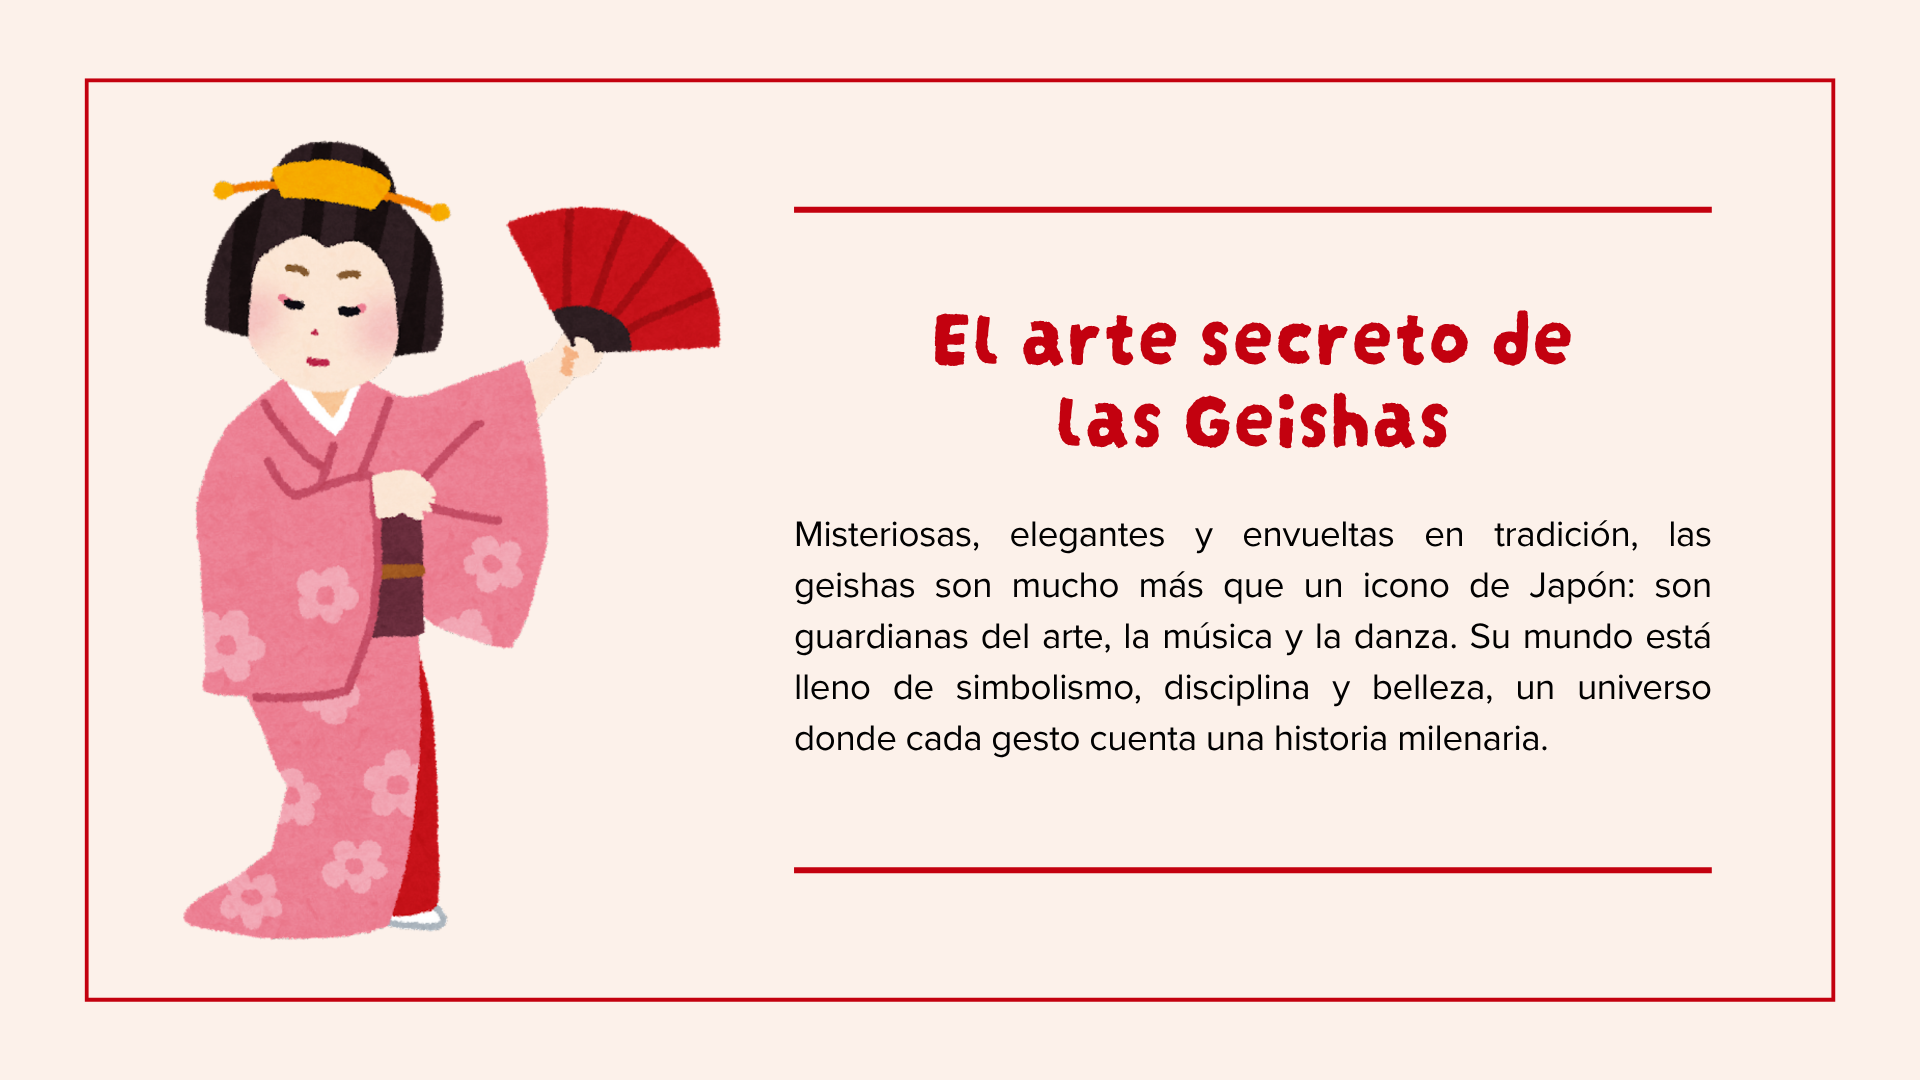 El arte secreto de
las Geishas
Misteriosas, elegantes y envueltas en tradición, las
geishas son mucho más que un icono de Japón: son
guardianas del arte, la música y la danza. Su mundo está
lleno de simbolismo, disciplina y belleza, un universo
donde cada gesto cuenta una historia milenaria.